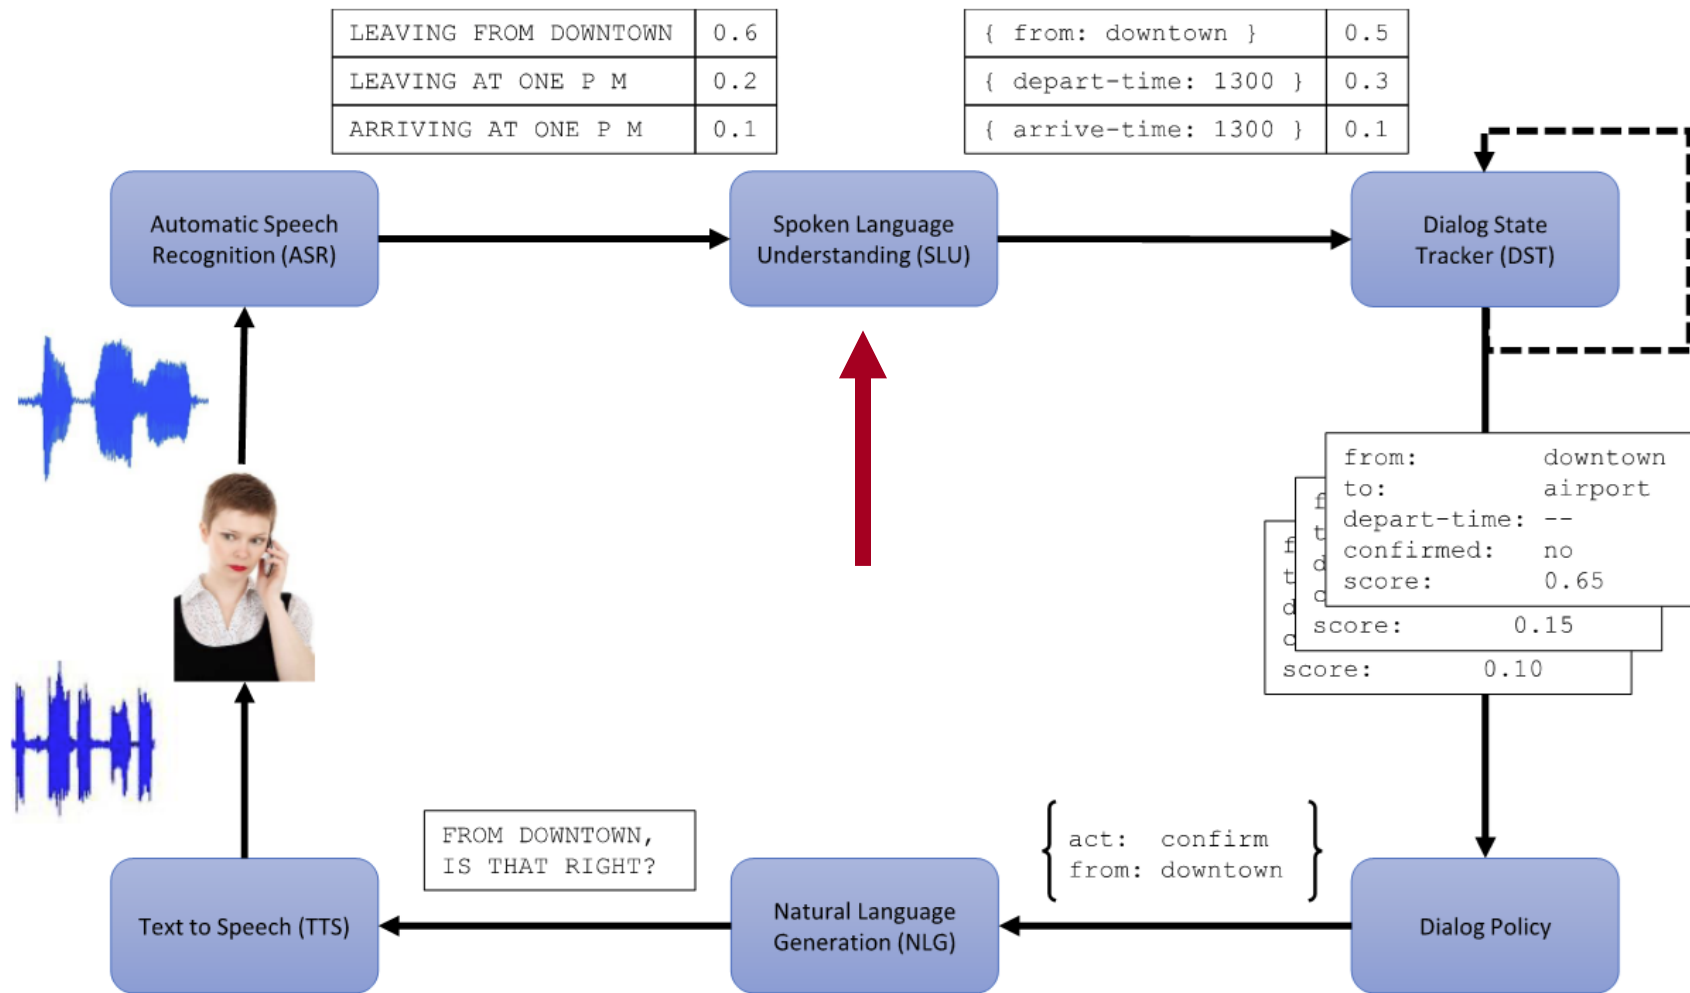 LEAVING FROM DOWNTOWN 0.6
LEAVING AT ONE P M 0.2
ARRIVING AT ONE P M 0.1
{ from: downtown } 0.5
{ depart-time: 1300 } 0.3
{ arrive-time: 1300 } 0.1
Automatic Speech
Recognition (ASR)
Spoken Language
Understanding (SLU)
Dialog State
Tracker (DST)
from: downtown
to: airport
depart-time: --
confirmed: no
score: 0.65
f
t
d
c
score: 0.15
f
t
d
c
score: 0.10
act: confirm
from: downtown
FROM DOWNTOWN,
IS THAT RIGHT?
Text to Speech (TTS)
Natural Language
Generation (NLG)
Dialog Policy